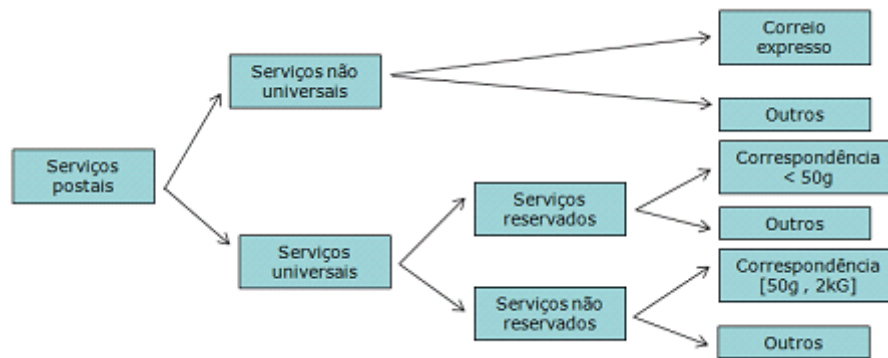 Correio
expresso
Serviços não
universais
Outros
Serviços
postais
Correspondência
< 50g
Serviços
reservados
Outros
Serviços
universais
Correspondência
[50g , 2kG]
Serviços não
reservados
Outros